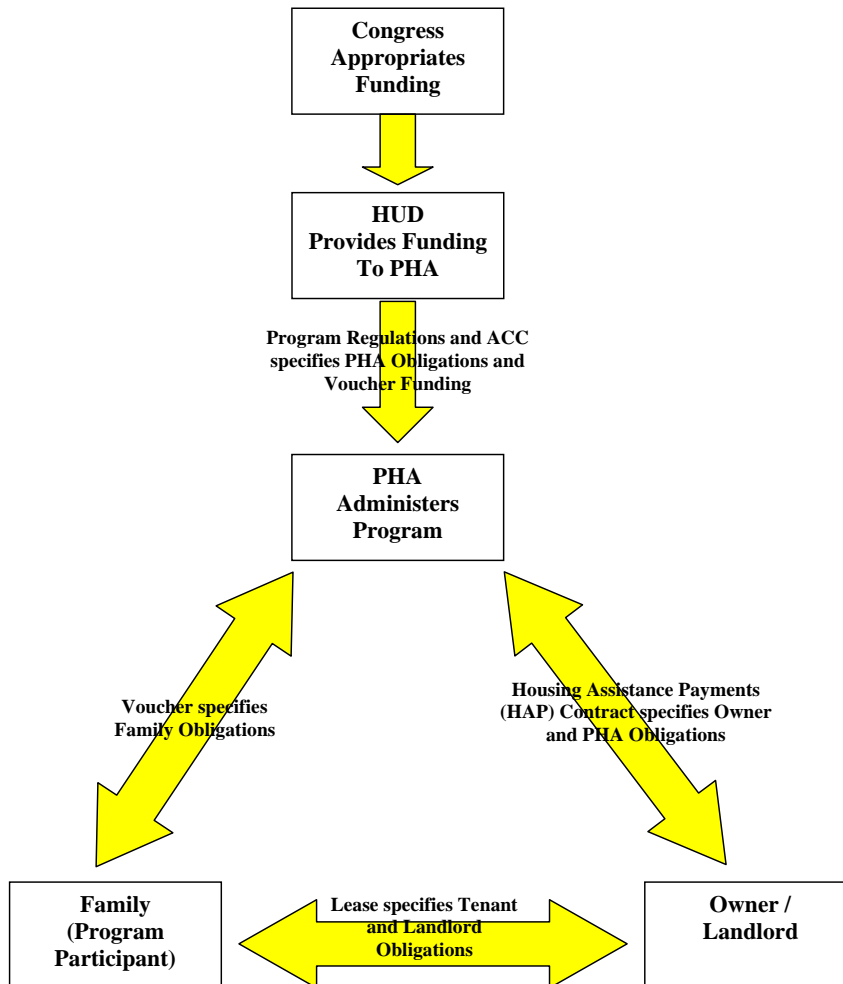 Congress
Appropriates
Funding
HUD
Provides Funding
To PHA
Program Regulations and ACC
specifies PHA Obligations and
Voucher Funding
PHA
Administers
Program
Voucher specifies
Family Obligations
Housing Assistance Payments
(HAP) Contract specifies Owner
and PHA Obligations
Family
(Program
Participant)
Lease specifies Tenant
and Landlord
Obligations
Owner /
Landlord